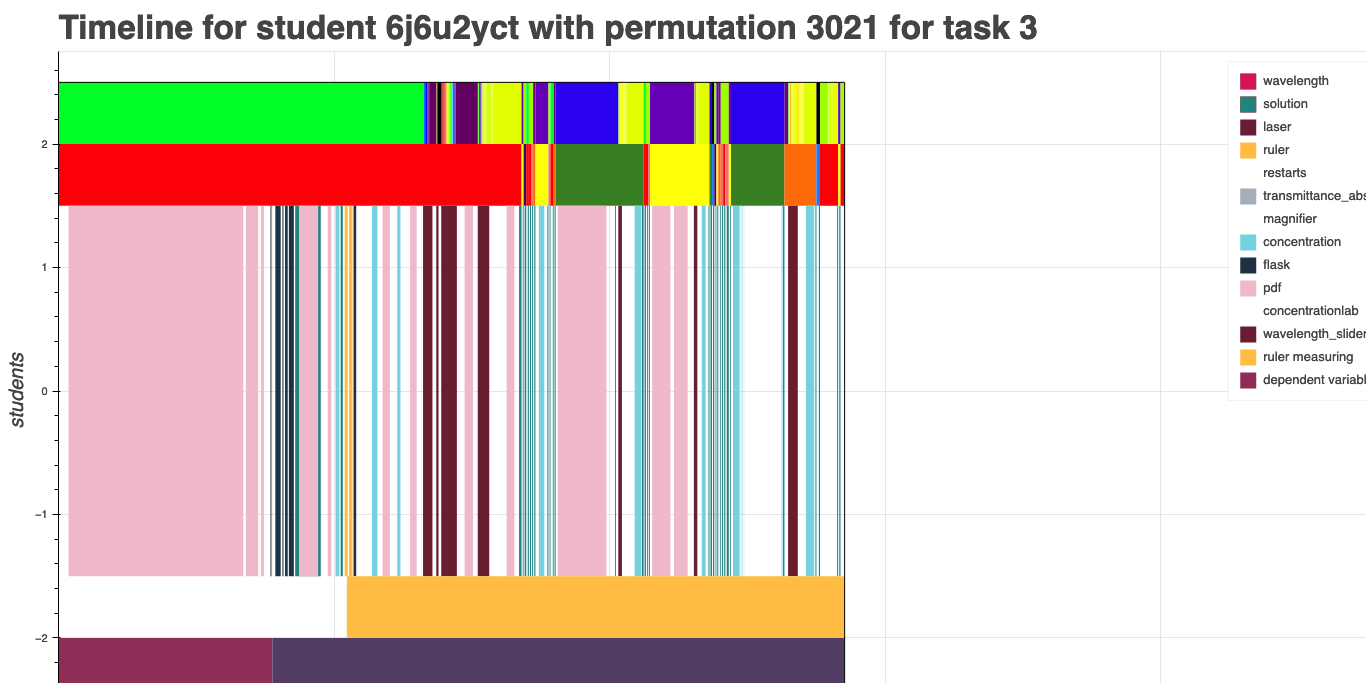 Timeline for student 6j6u2yct with permutation 3021 for task 3
2
1
0
−1
−2
students
wavelength
solution
laser
ruler
restarts
transmittance_abs
magnifier
concentration
flask
pdf
concentrationlab
wavelength_slider
ruler measuring
dependent variabl